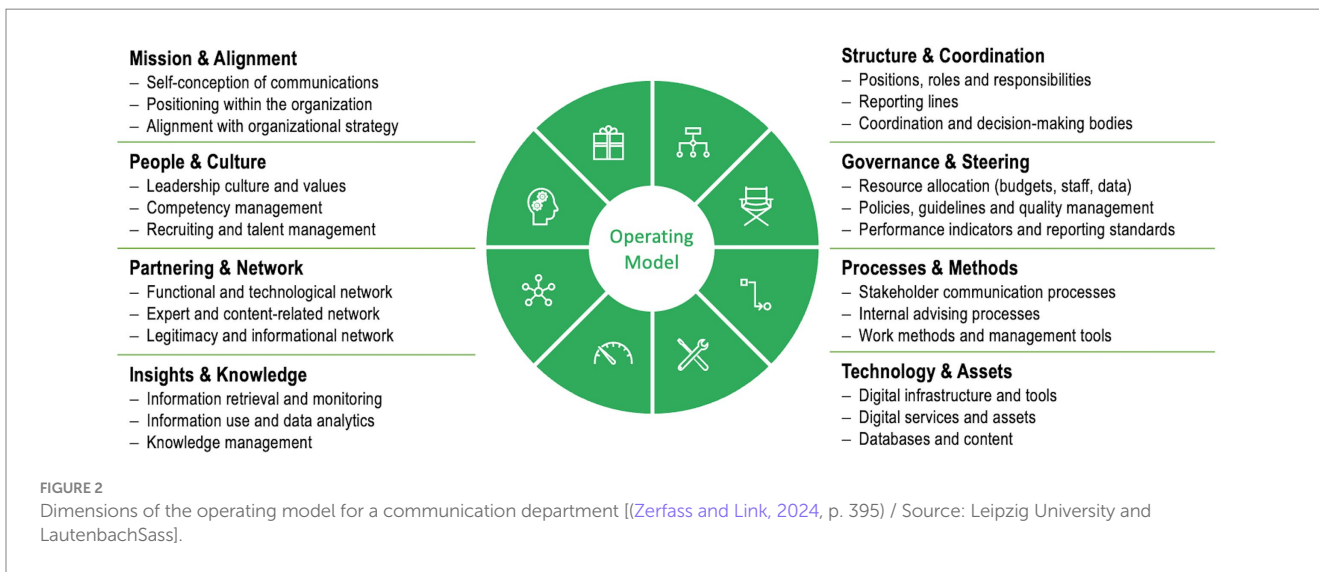 Mission & Alignment
– Self-conception of communications
– Positioning within the organization
– Alignment with organizational strategy
People & Culture
– Leadership culture and values
– Competency management
– Recruiting and talent management
Partnering & Network
– Functional and technological network
– Expert and content-related network
– Legitimacy and informational network
Insights & Knowledge
– Information retrieval and monitoring
– Information use and data analytics
– Knowledge management
Operating
Model
Structure & Coordination
– Positions, roles and responsibilities
– Reporting lines
– Coordination and decision-making bodies
Governance & Steering
– Resource allocation (budgets, staff, data)
– Policies, guidelines and quality management
– Performance indicators and reporting standards
Processes & Methods
– Stakeholder communication processes
– Internal advising processes
– Work methods and management tools
Technology & Assets
– Digital infrastructure and tools
– Digital services and assets
– Databases and content
FIGURE 2
Dimensions of the operating model for a communication department [(Zerfass and Link, 2024, p. 395) / Source: Leipzig University and
LautenbachSass].